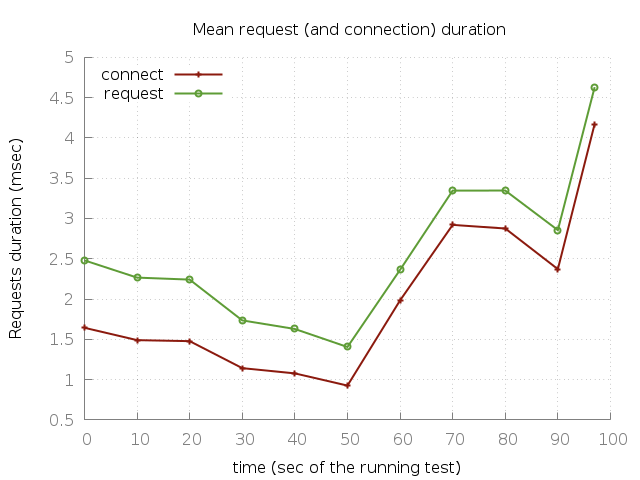 Mean request (and connection) duration
connect
request
5
4.5
4
3.5
3
2.5
2
1.5
1
0.5
Requests duration (msec)
0 10 20 30 40 50 60 70 80 90 100
time (sec of the running test)